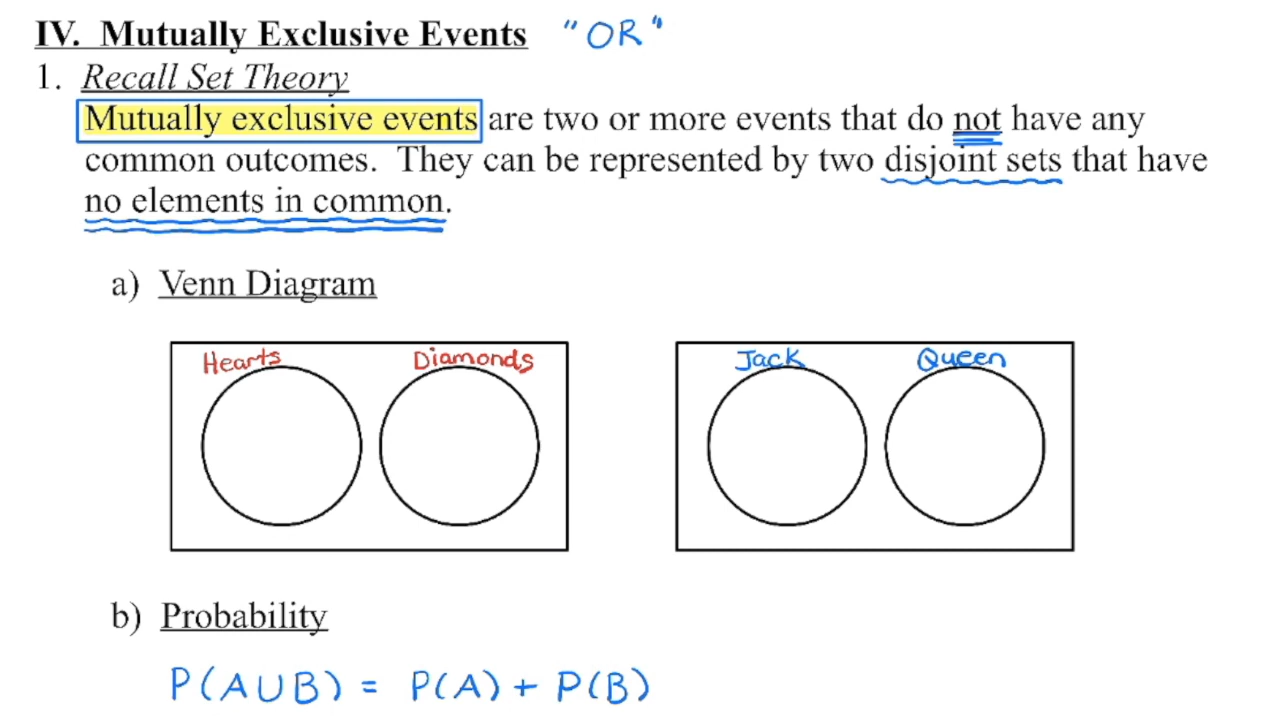 IV. Mutually Exclusive Events "OR"
1. Recall Set Theory
Mutually exclusive events are two or more events that do not have any
common outcomes. They can be represented by two disjoint sets that have
no elements in common.
a) Venn Diagram
Hearts Diamonds Jack Queen
b) Probability
P(A∪B) = P(A) + P(B)